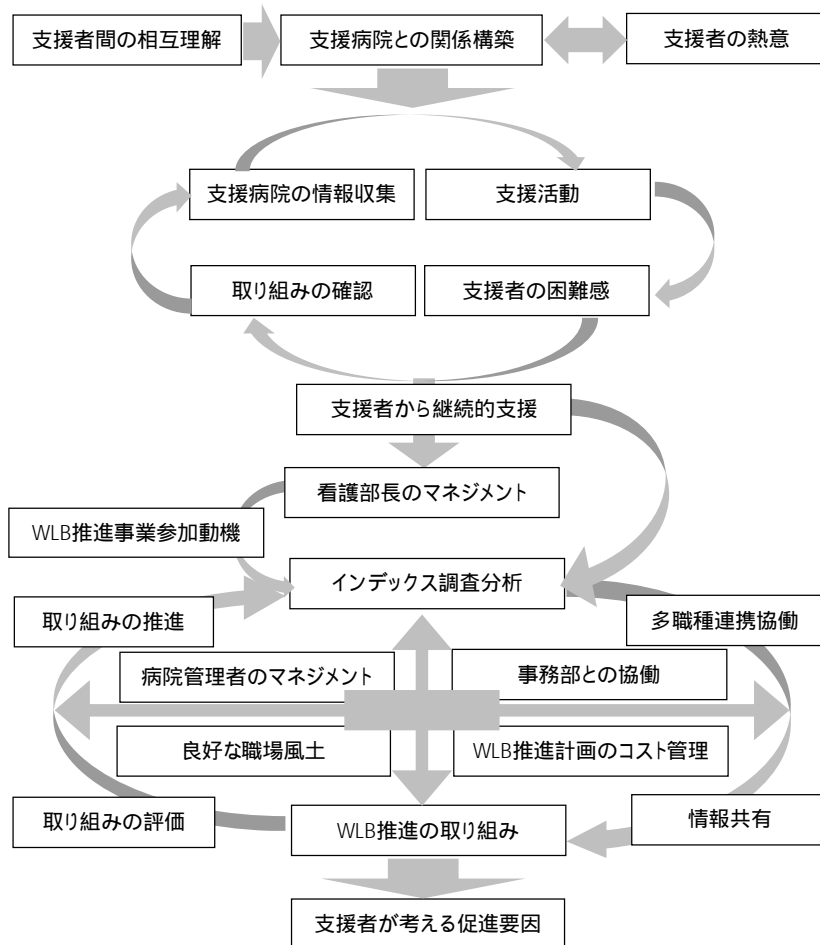 支援者間の相互理解
支援病院との関係構築
支援者の熱意
支援病院の情報収集
支援活動
取り組みの確認
支援者の困難感
支援者から継続的支援
看護部長のマネジメント
WLB推進事業参加動機
インデックス調査分析
取り組みの推進
多職種連携協働
病院管理者のマネジメント
事務部との協働
良好な職場風土
WLB推進計画のコスト管理
取り組みの評価
WLB推進の取り組み
情報共有
支援者が考える促進要因